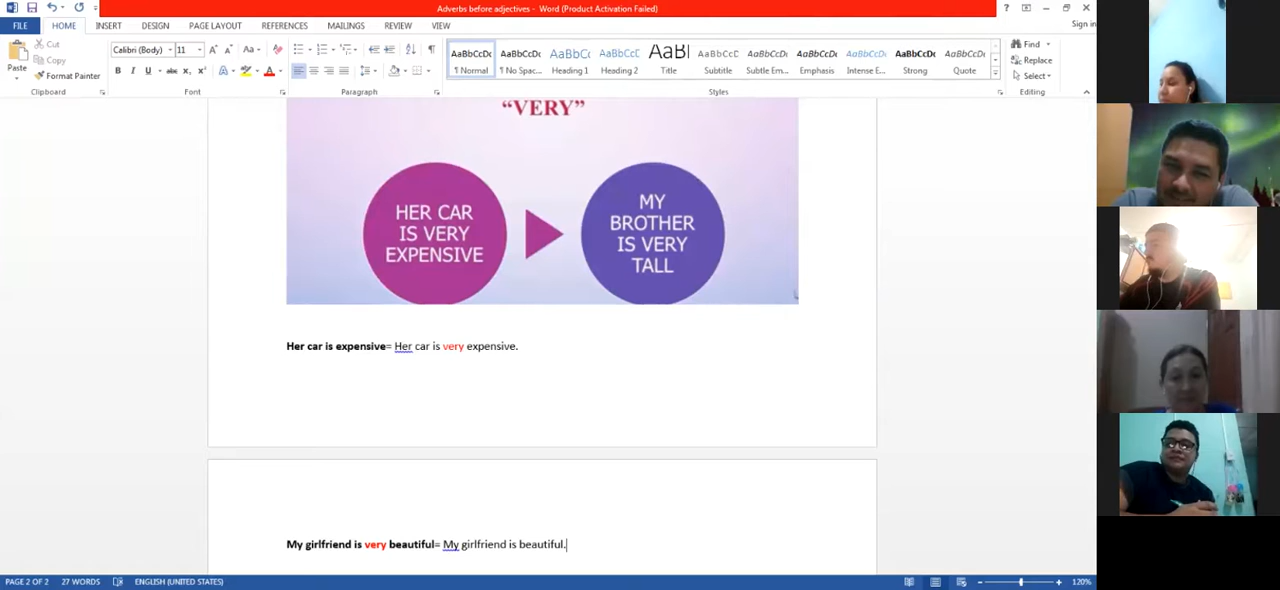 Adverbs before adjectives - Word (Product Activation Failed)
FILE HOME INSERT DESIGN PAGE LAYOUT REFERENCES MAILINGS REVIEW VIEW Sign in
Cut
Copy
Format Painter
Paste
Calibri (Body) 11
AaBbCcDc AaBbCcDc AaBbC AaBbCcC AaBI AaBbCcC AaBbCcDc AaBbCcDc AaBbCcDc AaBbCcDc AaBbCcDc
¶ Normal ¶ No Spac... Heading 1 Heading 2 Title Subtitle Subtle Em... Emphasis Intense E... Strong Quote
Find
Replace
Select
Clipboard Font Paragraph Styles Editing
“VERY”
HER CAR
IS VERY
EXPENSIVE
MY
BROTHER
IS VERY
TALL
Her car is expensive= Her car is very expensive.
My girlfriend is very beautiful= My girlfriend is beautiful.
PAGE 2 OF 2 27 WORDS ENGLISH (UNITED STATES) 120%